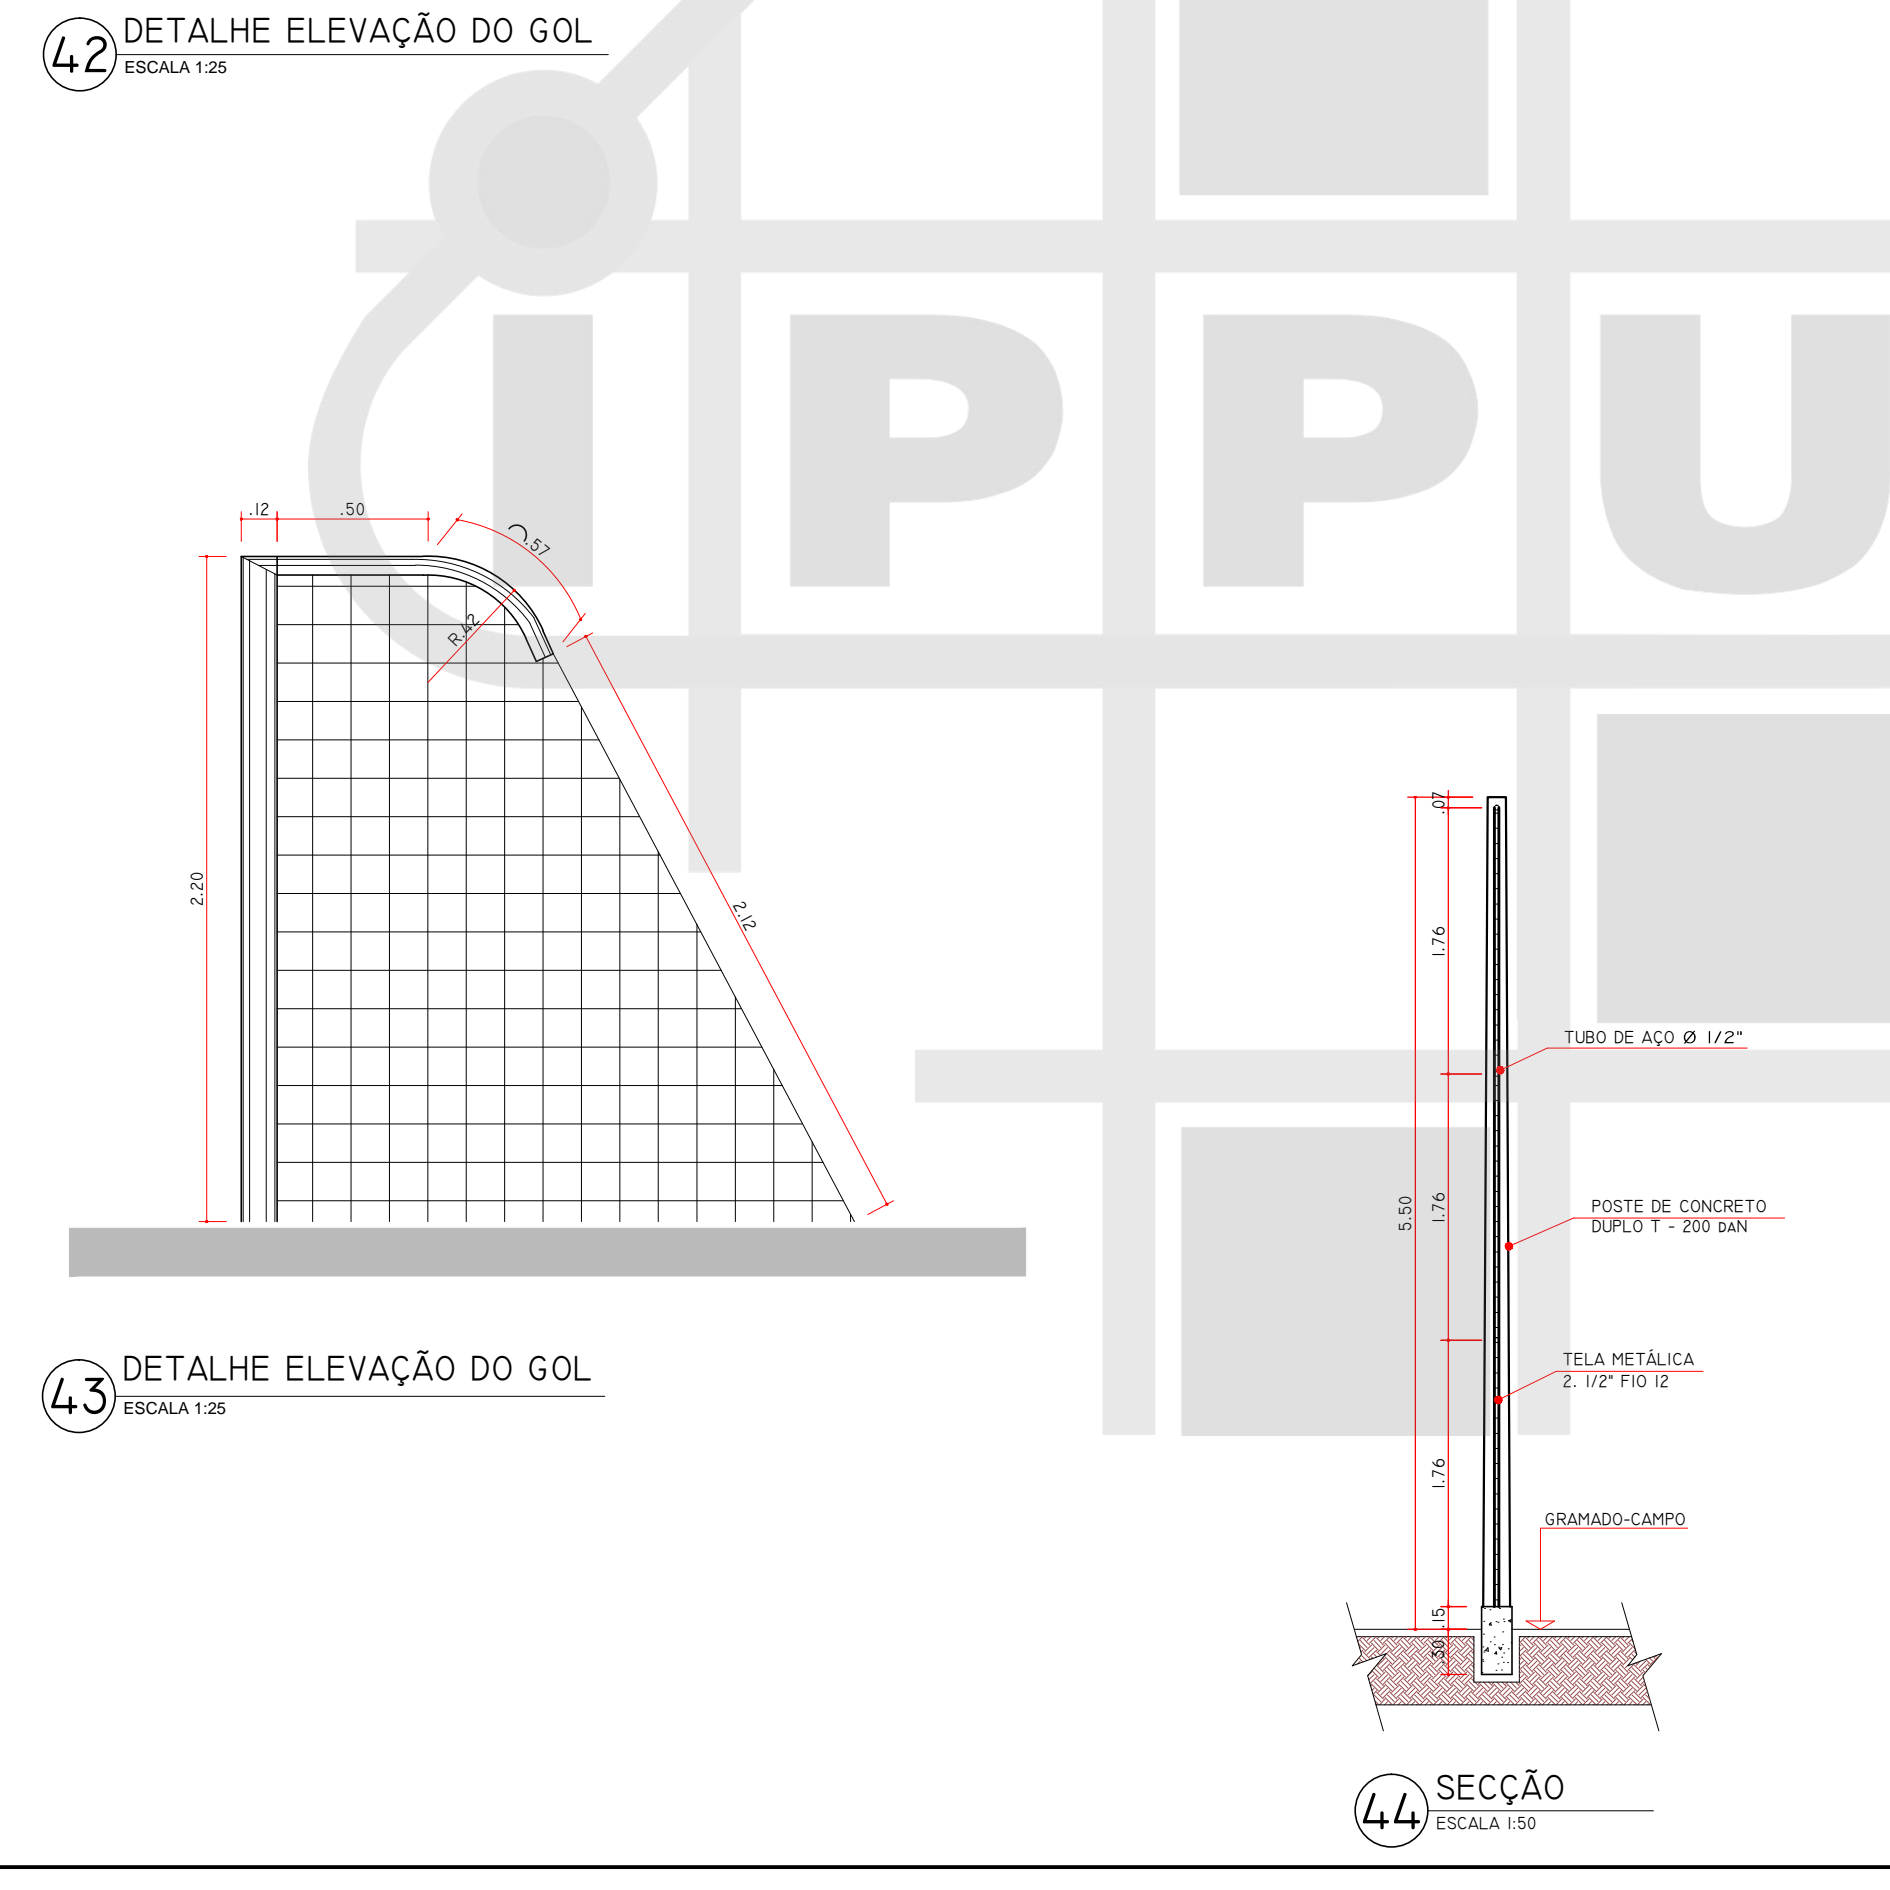 42
DETALHE ELEVAÇÃO DO GOL
ESCALA 1:25
IPPU
.12
.50
.57
R.42
2.20
2.12
43
DETALHE ELEVAÇÃO DO GOL
ESCALA 1:25
.07
1.76
1.76
1.76
5.50
.15
.30
TUBO DE AÇO Ø 1/2"
POSTE DE CONCRETO
DUPLO T - 200 DAN
TELA METÁLICA
2. 1/2" FIO 12
GRAMADO-CAMPO
44
SECÇÃO
ESCALA 1:50